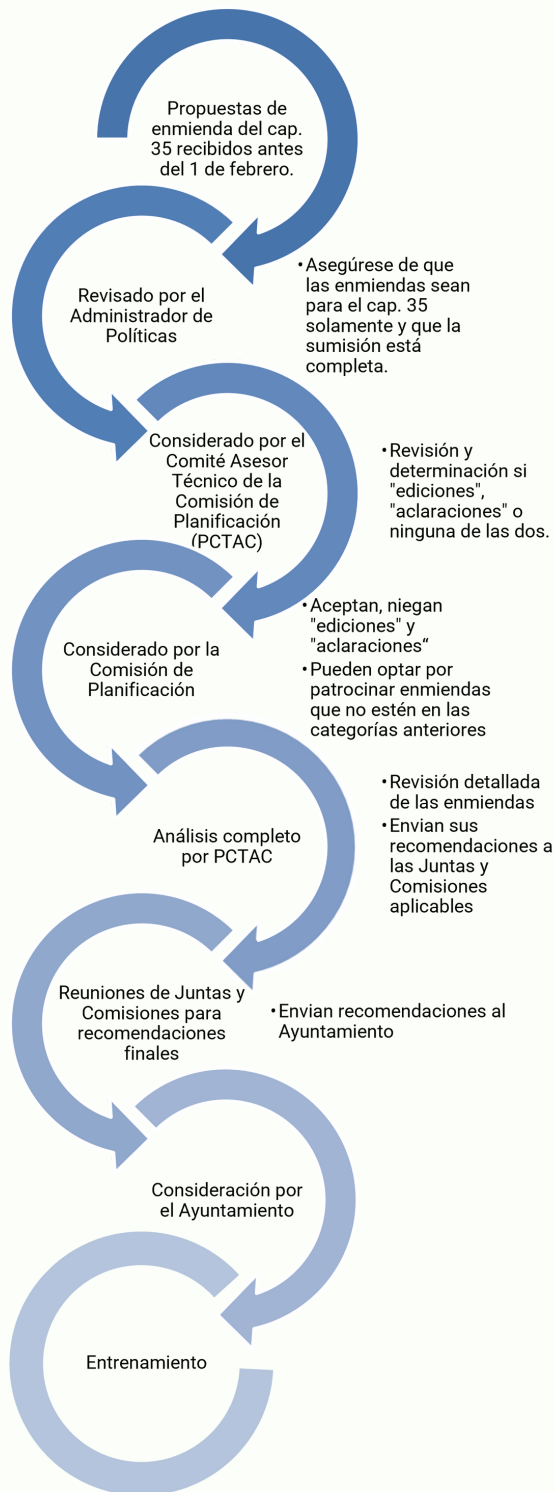 Propuestas de
enmienda del cap.
35 recibidos antes
del 1 de febrero.
Revisado por el
Administrador de
Políticas
•Asegúrese de que
las enmiendas sean
para el cap. 35
solamente y que la
sumisión está
completa.
Considerado por el
Comité Asesor
Técnico de la
Comisión de
Planificación
(PCTAC)
•Revisión y
determinación si
"ediciones",
"aclaraciones" o
ninguna de las dos.
Considerado por la
Comisión de
Planificación
•Aceptan, niegan
"ediciones" y
"aclaraciones“
•Pueden optar por
patrocinar enmiendas
que no estén en las
categorías anteriores
Análisis completo
por PCTAC
•Revisión detallada
de las enmiendas
•Envian sus
recomendaciones a
las Juntas y
Comisiones
aplicables
Reuniones de Juntas y
Comisiones para
recomendaciones
finales
•Envian recomendaciones al
Ayuntamiento
Consideración por
el Ayuntamiento
Entrenamiento